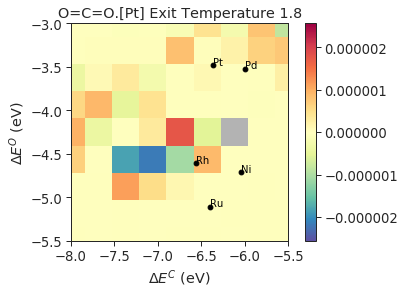 O=C=O.[Pt] Exit Temperature 1.8
−3.0
−3.5
−4.0
−4.5
−5.0
−5.5
ΔE^O (eV)
Pt
Pd
Rh
Ni
Ru
−8.0 −7.5 −7.0 −6.5 −6.0 −5.5
ΔE^C (eV)
0.000002
0.000001
0.000000
−0.000001
−0.000002